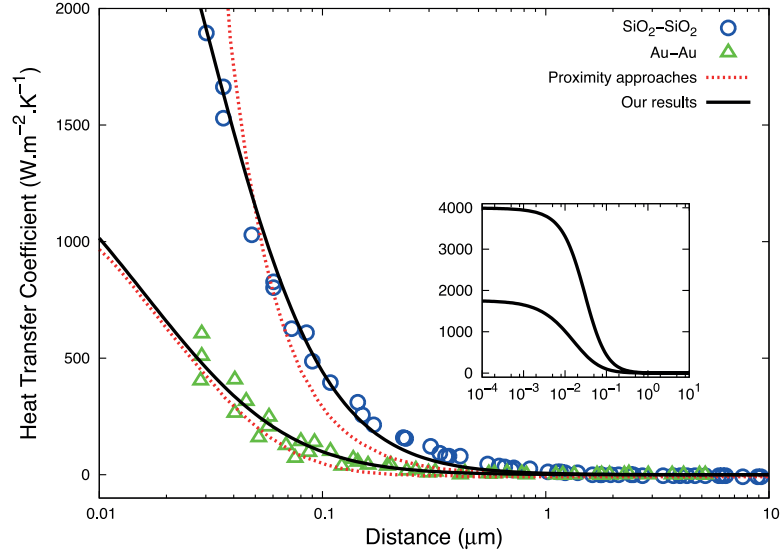 2000
1500
1000
500
0
Heat Transfer Coefficient (W.m⁻².K⁻¹)
SiO₂−SiO₂
Au−Au
Proximity approaches
Our results
4000
3000
2000
1000
0
10⁻⁴ 10⁻³ 10⁻² 10⁻¹ 10⁰ 10¹
0.01 0.1 1 10
Distance (μm)